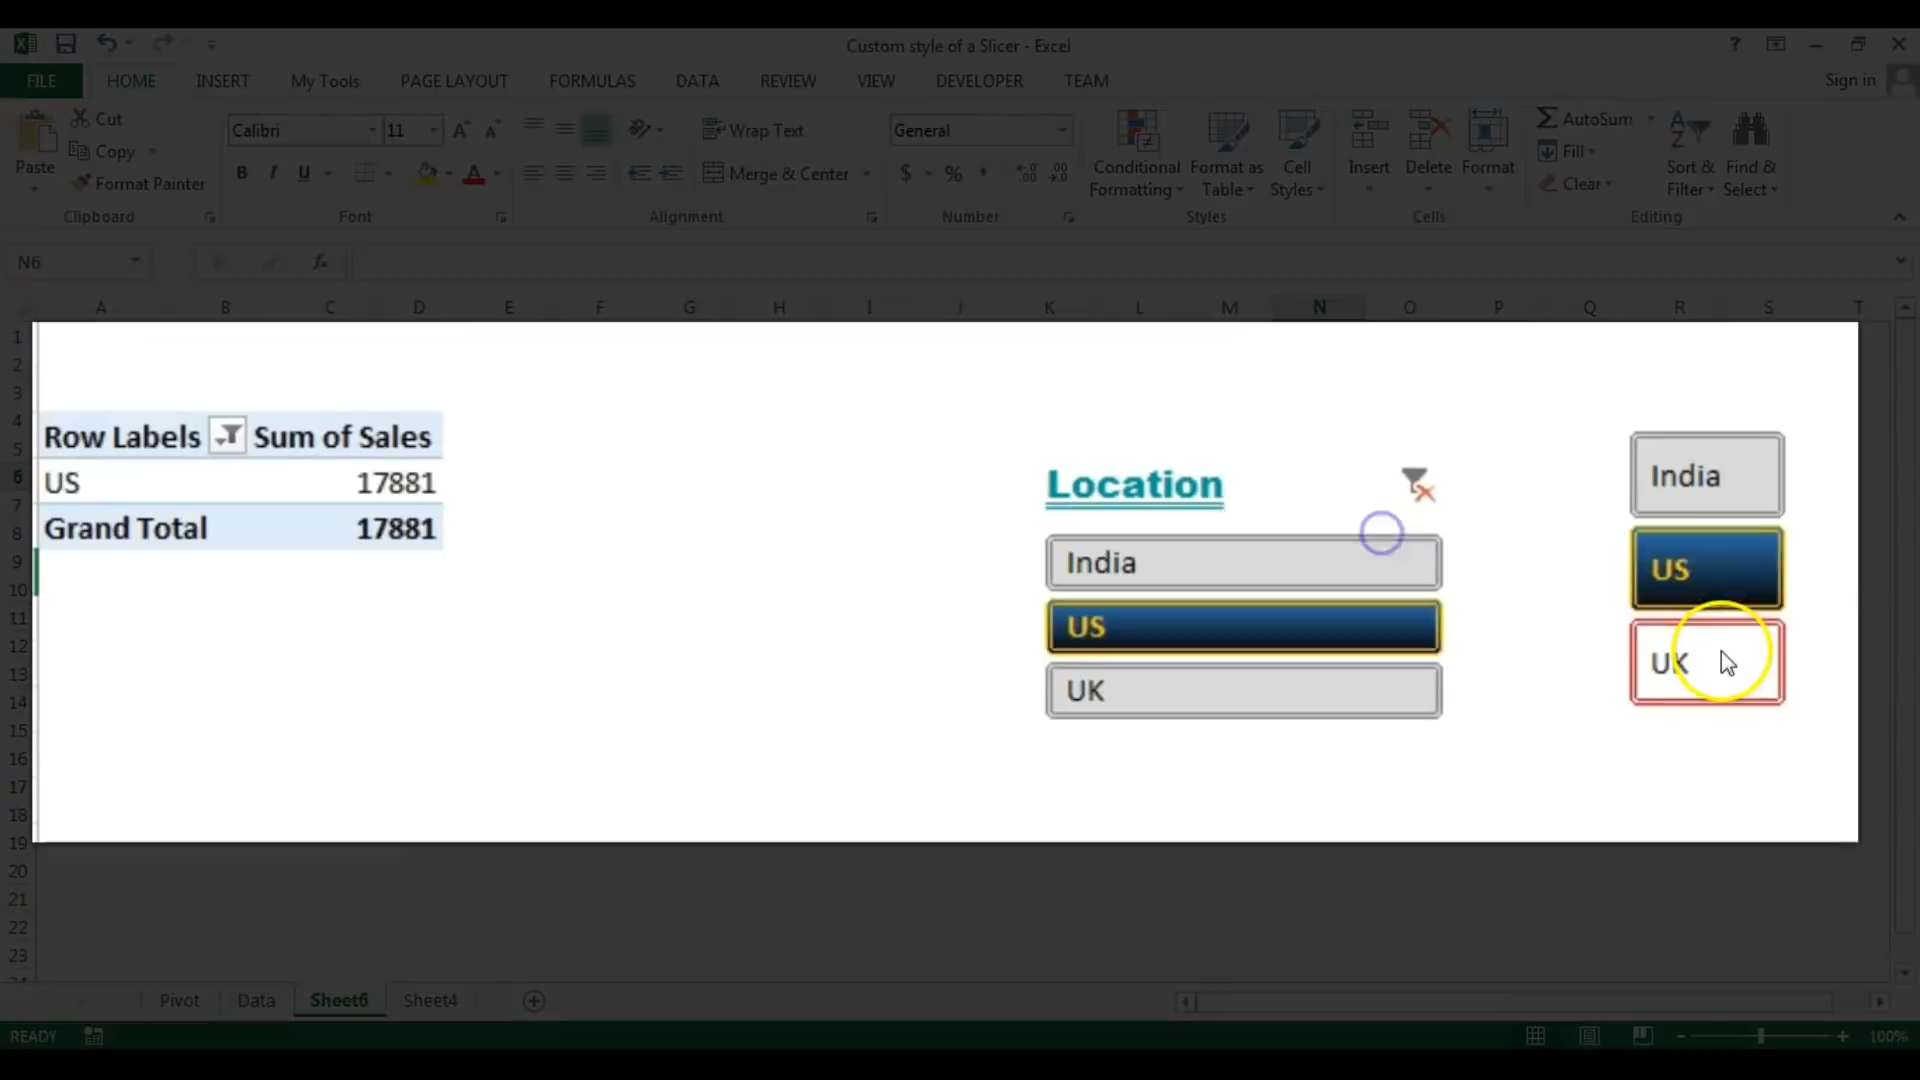 Custom style of a Slicer - Excel
?
FILE HOME INSERT My Tools PAGE LAYOUT FORMULAS DATA REVIEW VIEW DEVELOPER TEAM Sign in
Paste
Cut
Copy
Format Painter
Clipboard
Calibri 11
B I U
Font
Wrap Text
Merge & Center
Alignment
General
$ % ,
Number
Conditional
Formatting
Format as
Table
Cell
Styles
Styles
Insert
Delete
Format
Cells
AutoSum
Fill
Clear
Sort &
Filter
Find &
Select
Editing
N6 fx
A B C D E F G H I J K L M N O P Q R S T
1
2
3
4
5
6
7
8
9
10
11
12
13
14
15
16
17
18
19
20
21
22
23
Row Labels Sum of Sales
US 17881
Grand Total 17881
Location
India
US
UK
India
US
UK
Pivot Data Sheet6 Sheet4
READY
100%